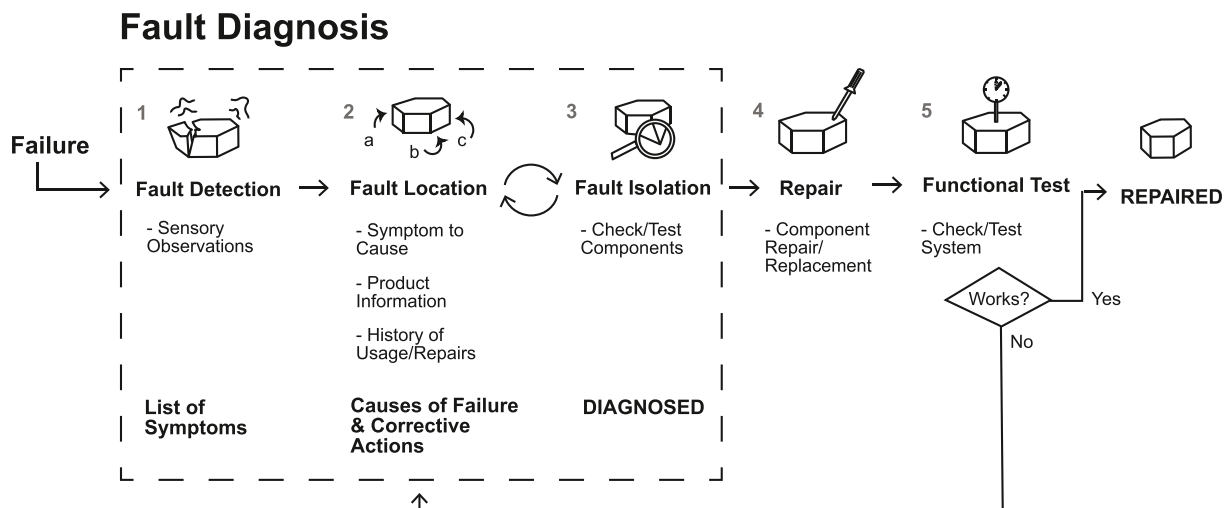 Fault Diagnosis
Failure
1
a
b
c
2
3
4
5
Fault Detection
Fault Location
Fault Isolation
Repair
Functional Test
REPAIRED
- Sensory
Observations
- Symptom to
Cause
- Product
Information
- History of
Usage/Repairs
- Check/Test
Components
- Component
Repair/
Replacement
- Check/Test
System
Works?
Yes
No
List of
Symptoms
Causes of Failure
& Corrective
Actions
DIAGNOSED